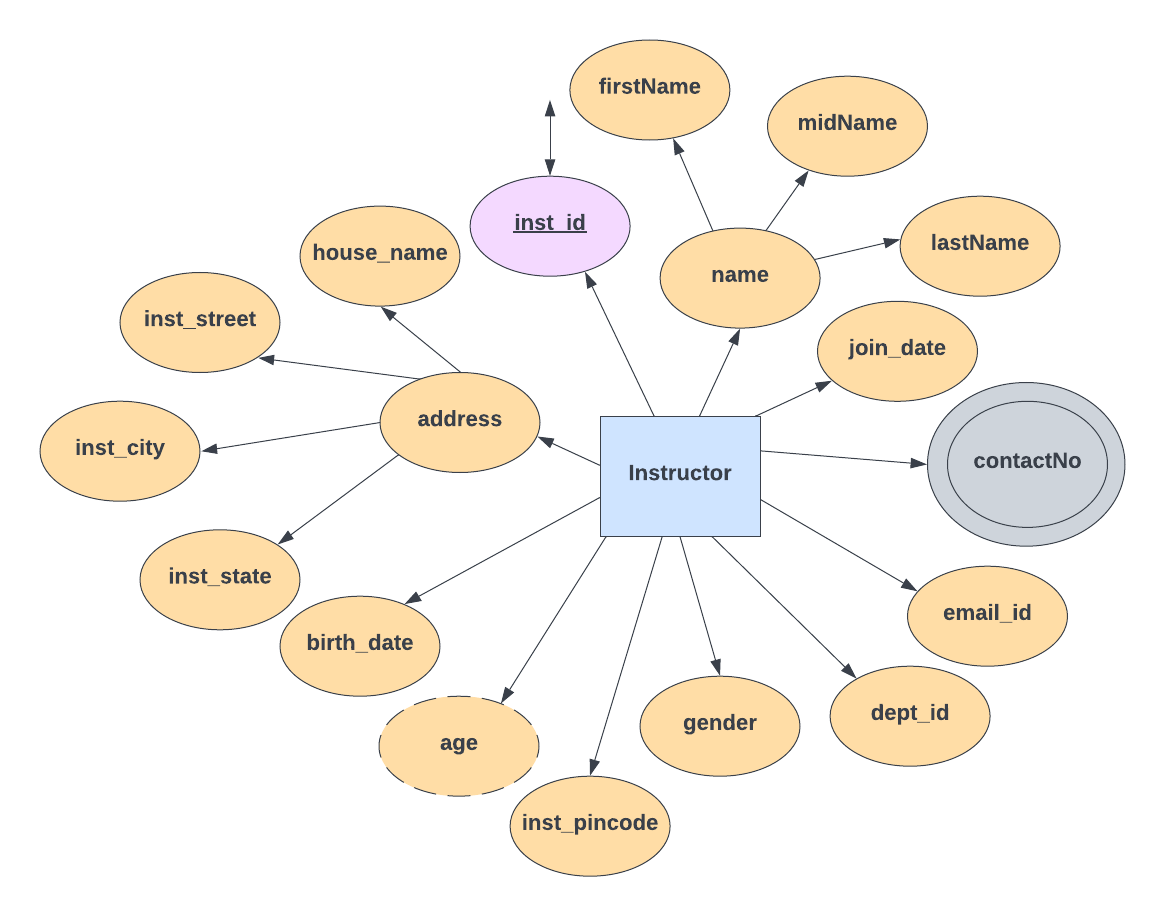 firstName
midName
inst_id
lastName
house_name
name
inst_street
join_date
address
inst_city
contactNo
Instructor
inst_state
email_id
birth_date
dept_id
gender
age
inst_pincode